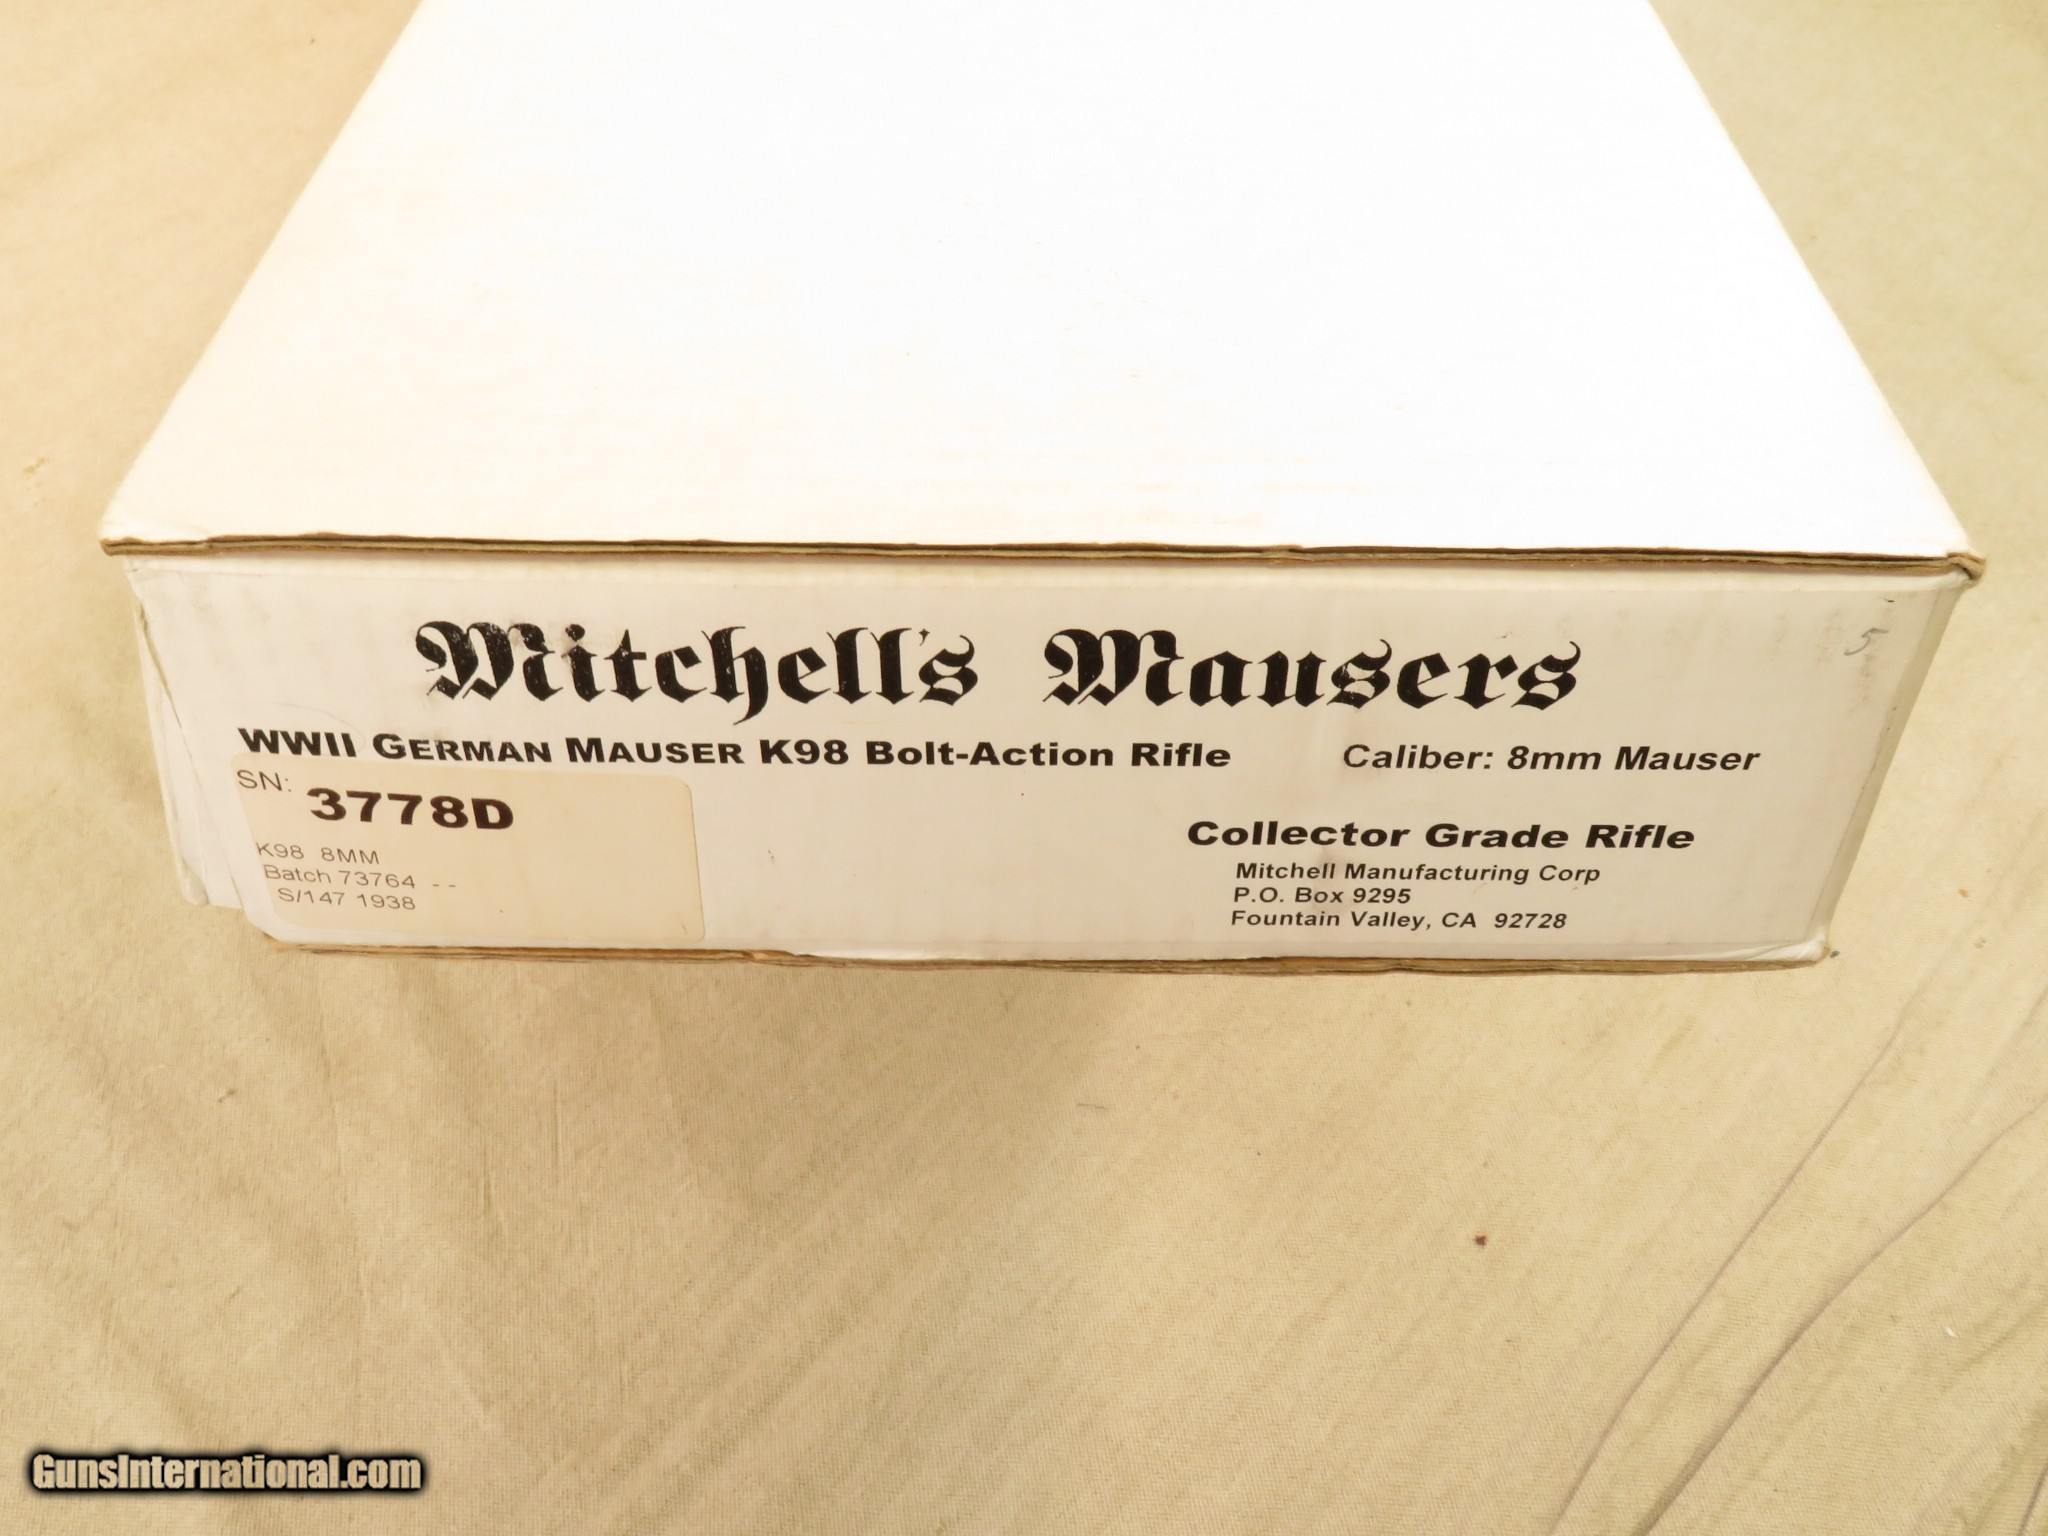 Mitchell's Mausers
5
WWII GERMAN MAUSER K98 Bolt-Action Rifle Caliber: 8mm Mauser
SN: 3778D
K98 8MM
Batch 73764 - -
S/147 1938
Collector Grade Rifle
Mitchell Manufacturing Corp
P.O. Box 9295
Fountain Valley, CA 92728
GunsInternational.com